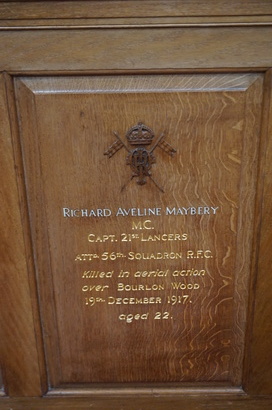 RICHARD AVELINE MAYBERY
M.C.
CAPT. 21ST LANCERS
ATTD 56TH SQUADRON R.F.C.
Killed in aerial action
over BOURLON WOOD
19TH DECEMBER 1917.
aged 22.